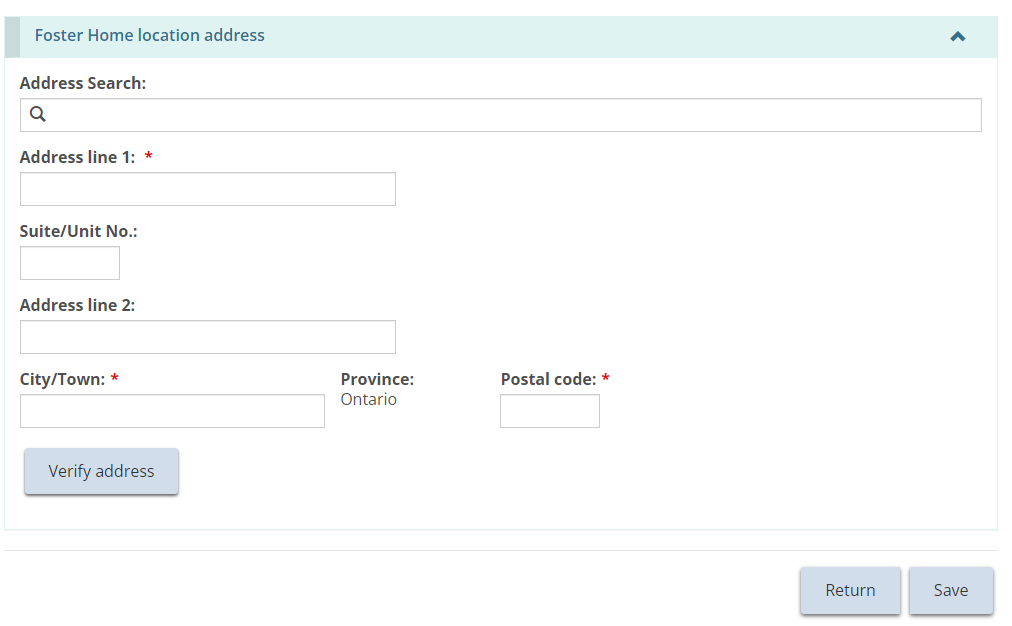 Foster Home location address
Address Search:
Address line 1: *
Suite/Unit No.:
Address line 2:
City/Town: * Province: Postal code: *
Ontario
Verify address
Return Save